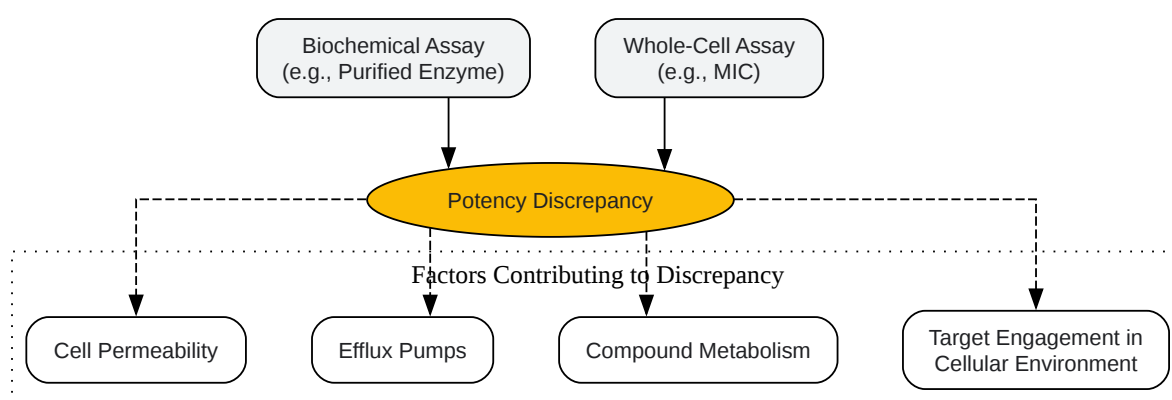 Biochemical Assay
(e.g., Purified Enzyme)
Whole-Cell Assay
(e.g., MIC)
Potency Discrepancy
Factors Contributing to Discrepancy
Cell Permeability
Efflux Pumps
Compound Metabolism
Target Engagement in
Cellular Environment